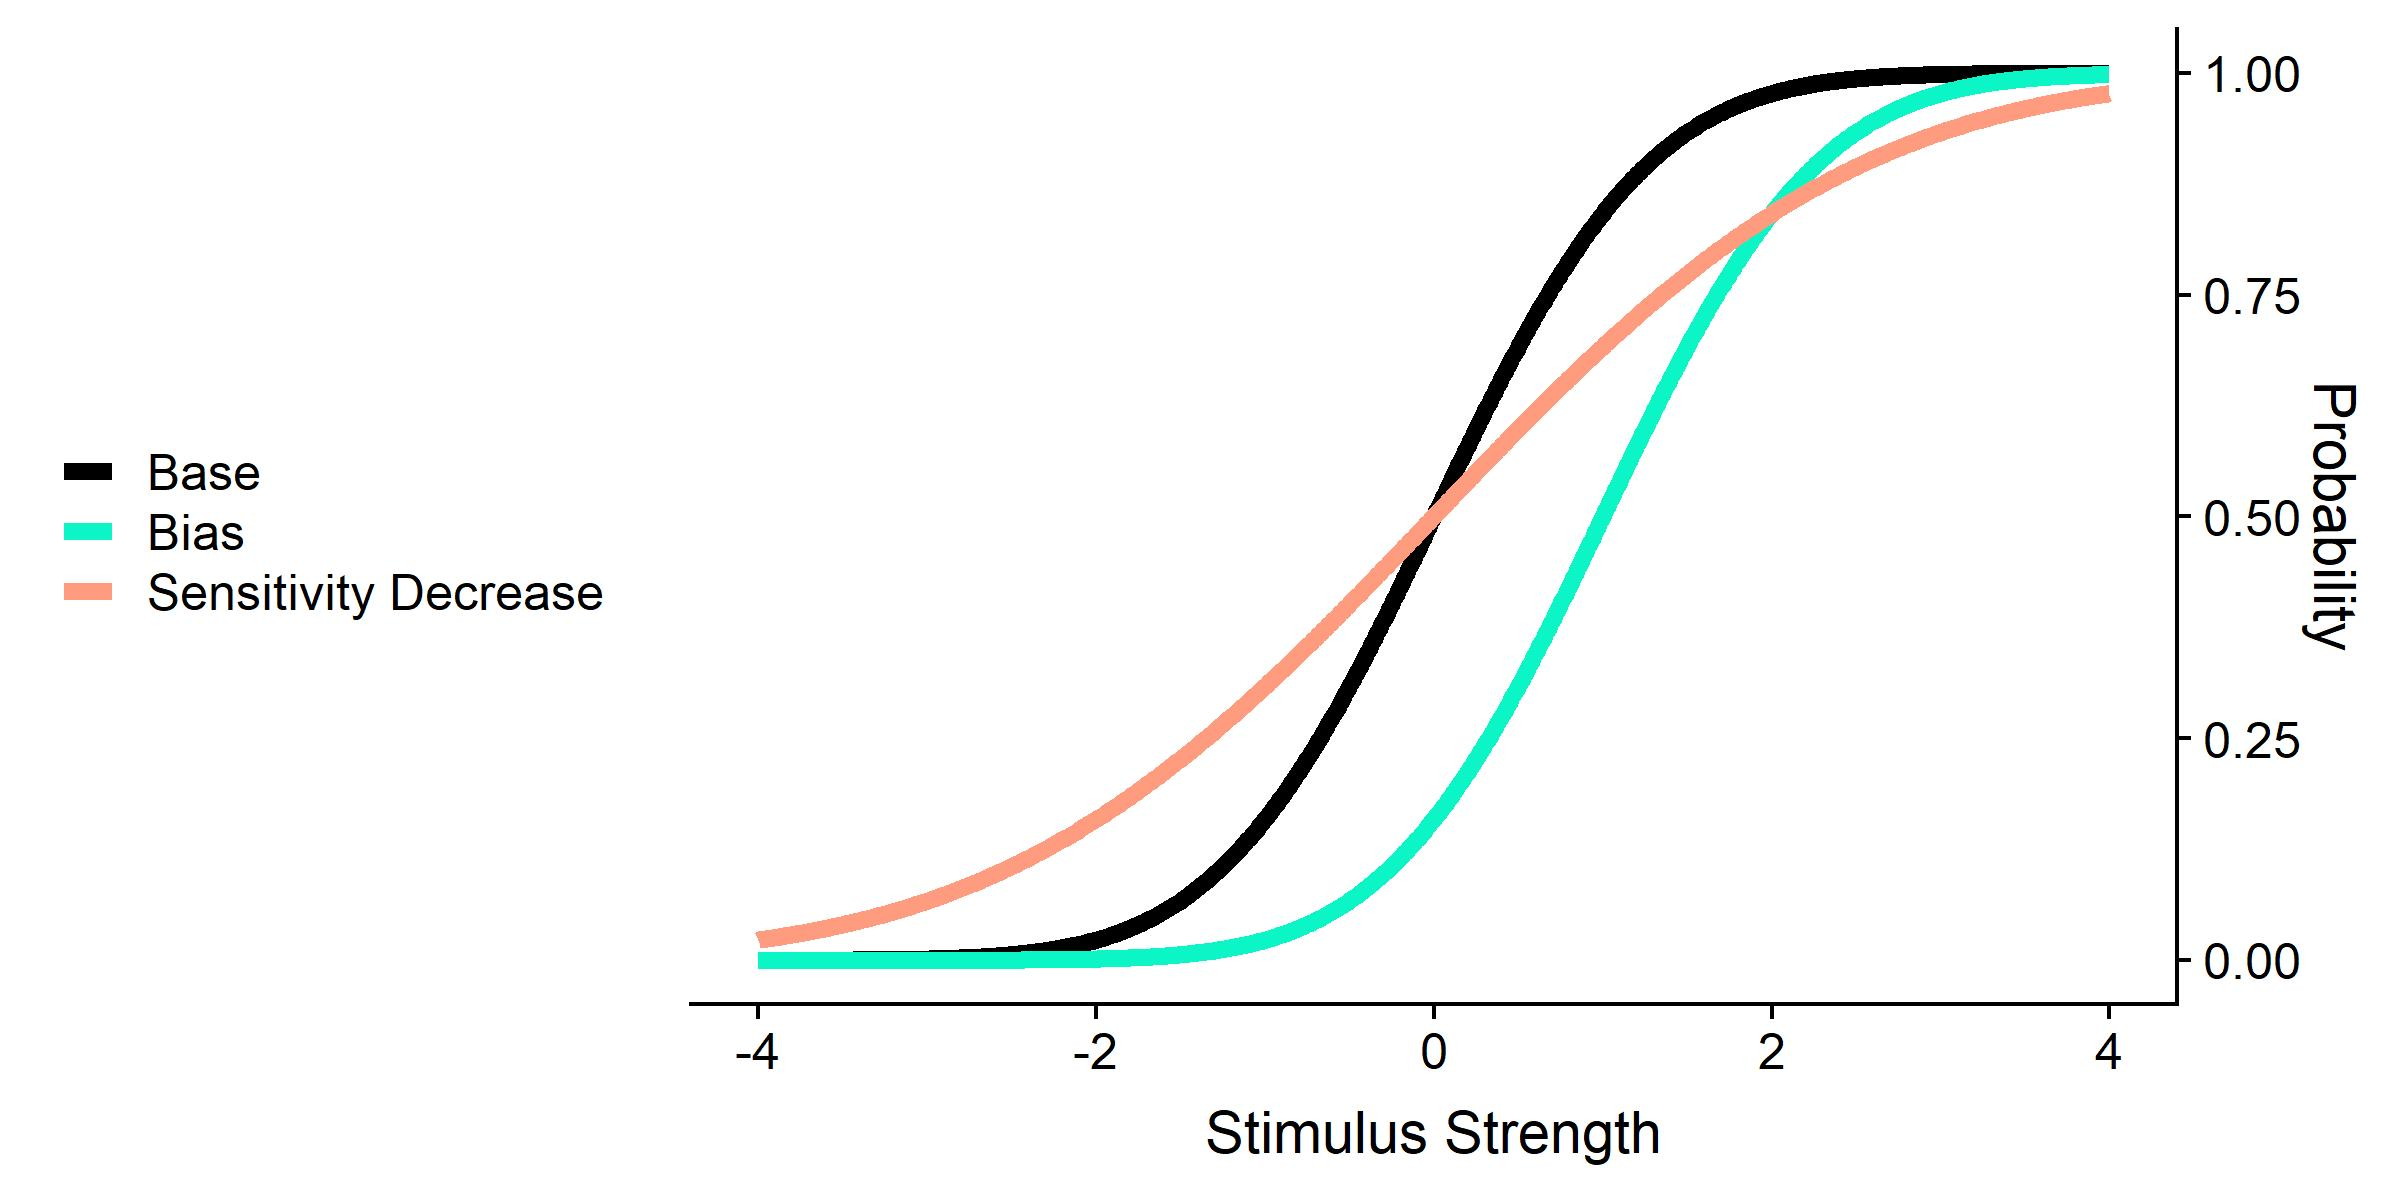 Base
Bias
Sensitivity Decrease
1.00
0.75
0.50
0.25
0.00
Probability
-4 -2 0 2 4
Stimulus Strength